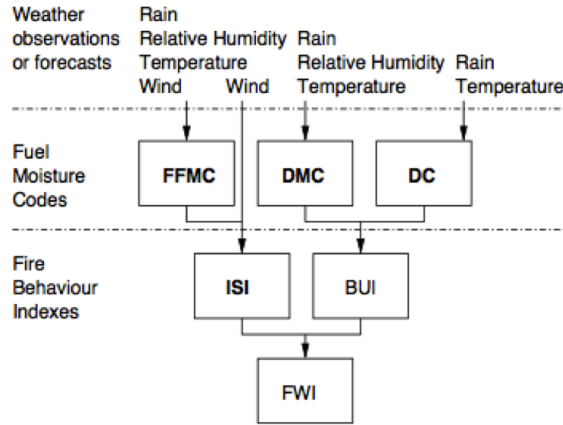 Weather
observations
or forecasts
Rain
Relative Humidity
Temperature
Wind
Wind
Rain
Relative Humidity
Temperature
Rain
Temperature
Fuel
Moisture
Codes
FFMC
DMC
DC
Fire
Behaviour
Indexes
ISI
BUI
FWI